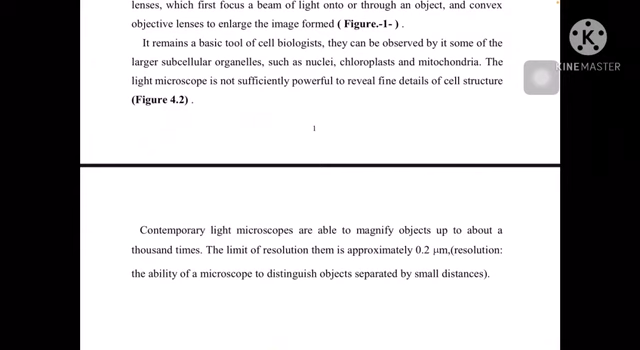 lenses, which first focus a beam of light onto or through an object, and convex
objective lenses to enlarge the image formed ( Figure.-1- ) .
It remains a basic tool of cell biologists, they can be observed by it some of the
larger subcellular organelles, such as nuclei, chloroplasts and mitochondria. The
light microscope is not sufficiently powerful to reveal fine details of cell structure
(Figure 4.2) .
1
Contemporary light microscopes are able to magnify objects up to about a
thousand times. The limit of resolution them is approximately 0.2 μm,(resolution:
the ability of a microscope to distinguish objects separated by small distances).
K
KINEMASTER